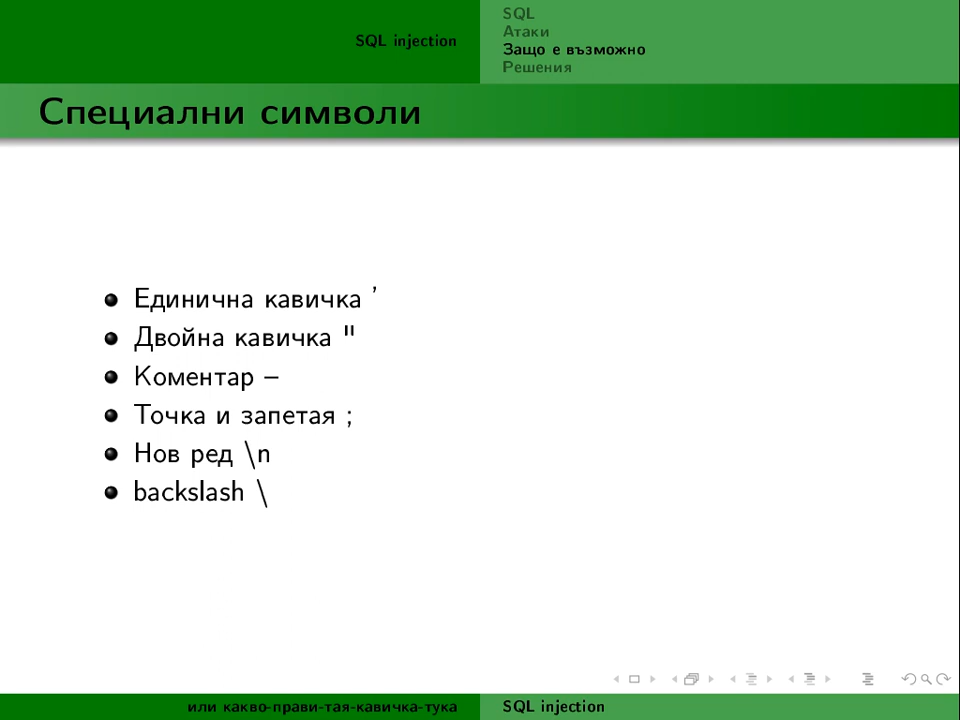 SQL injection
SQL
Атаки
Защо е възможно
Решения
Специални символи
Единична кавичка '
Двойна кавичка "
Коментар –
Точка и запетая ;
Нов ред \n
backslash \
или какво-прави-тая-кавичка-тука
SQL injection